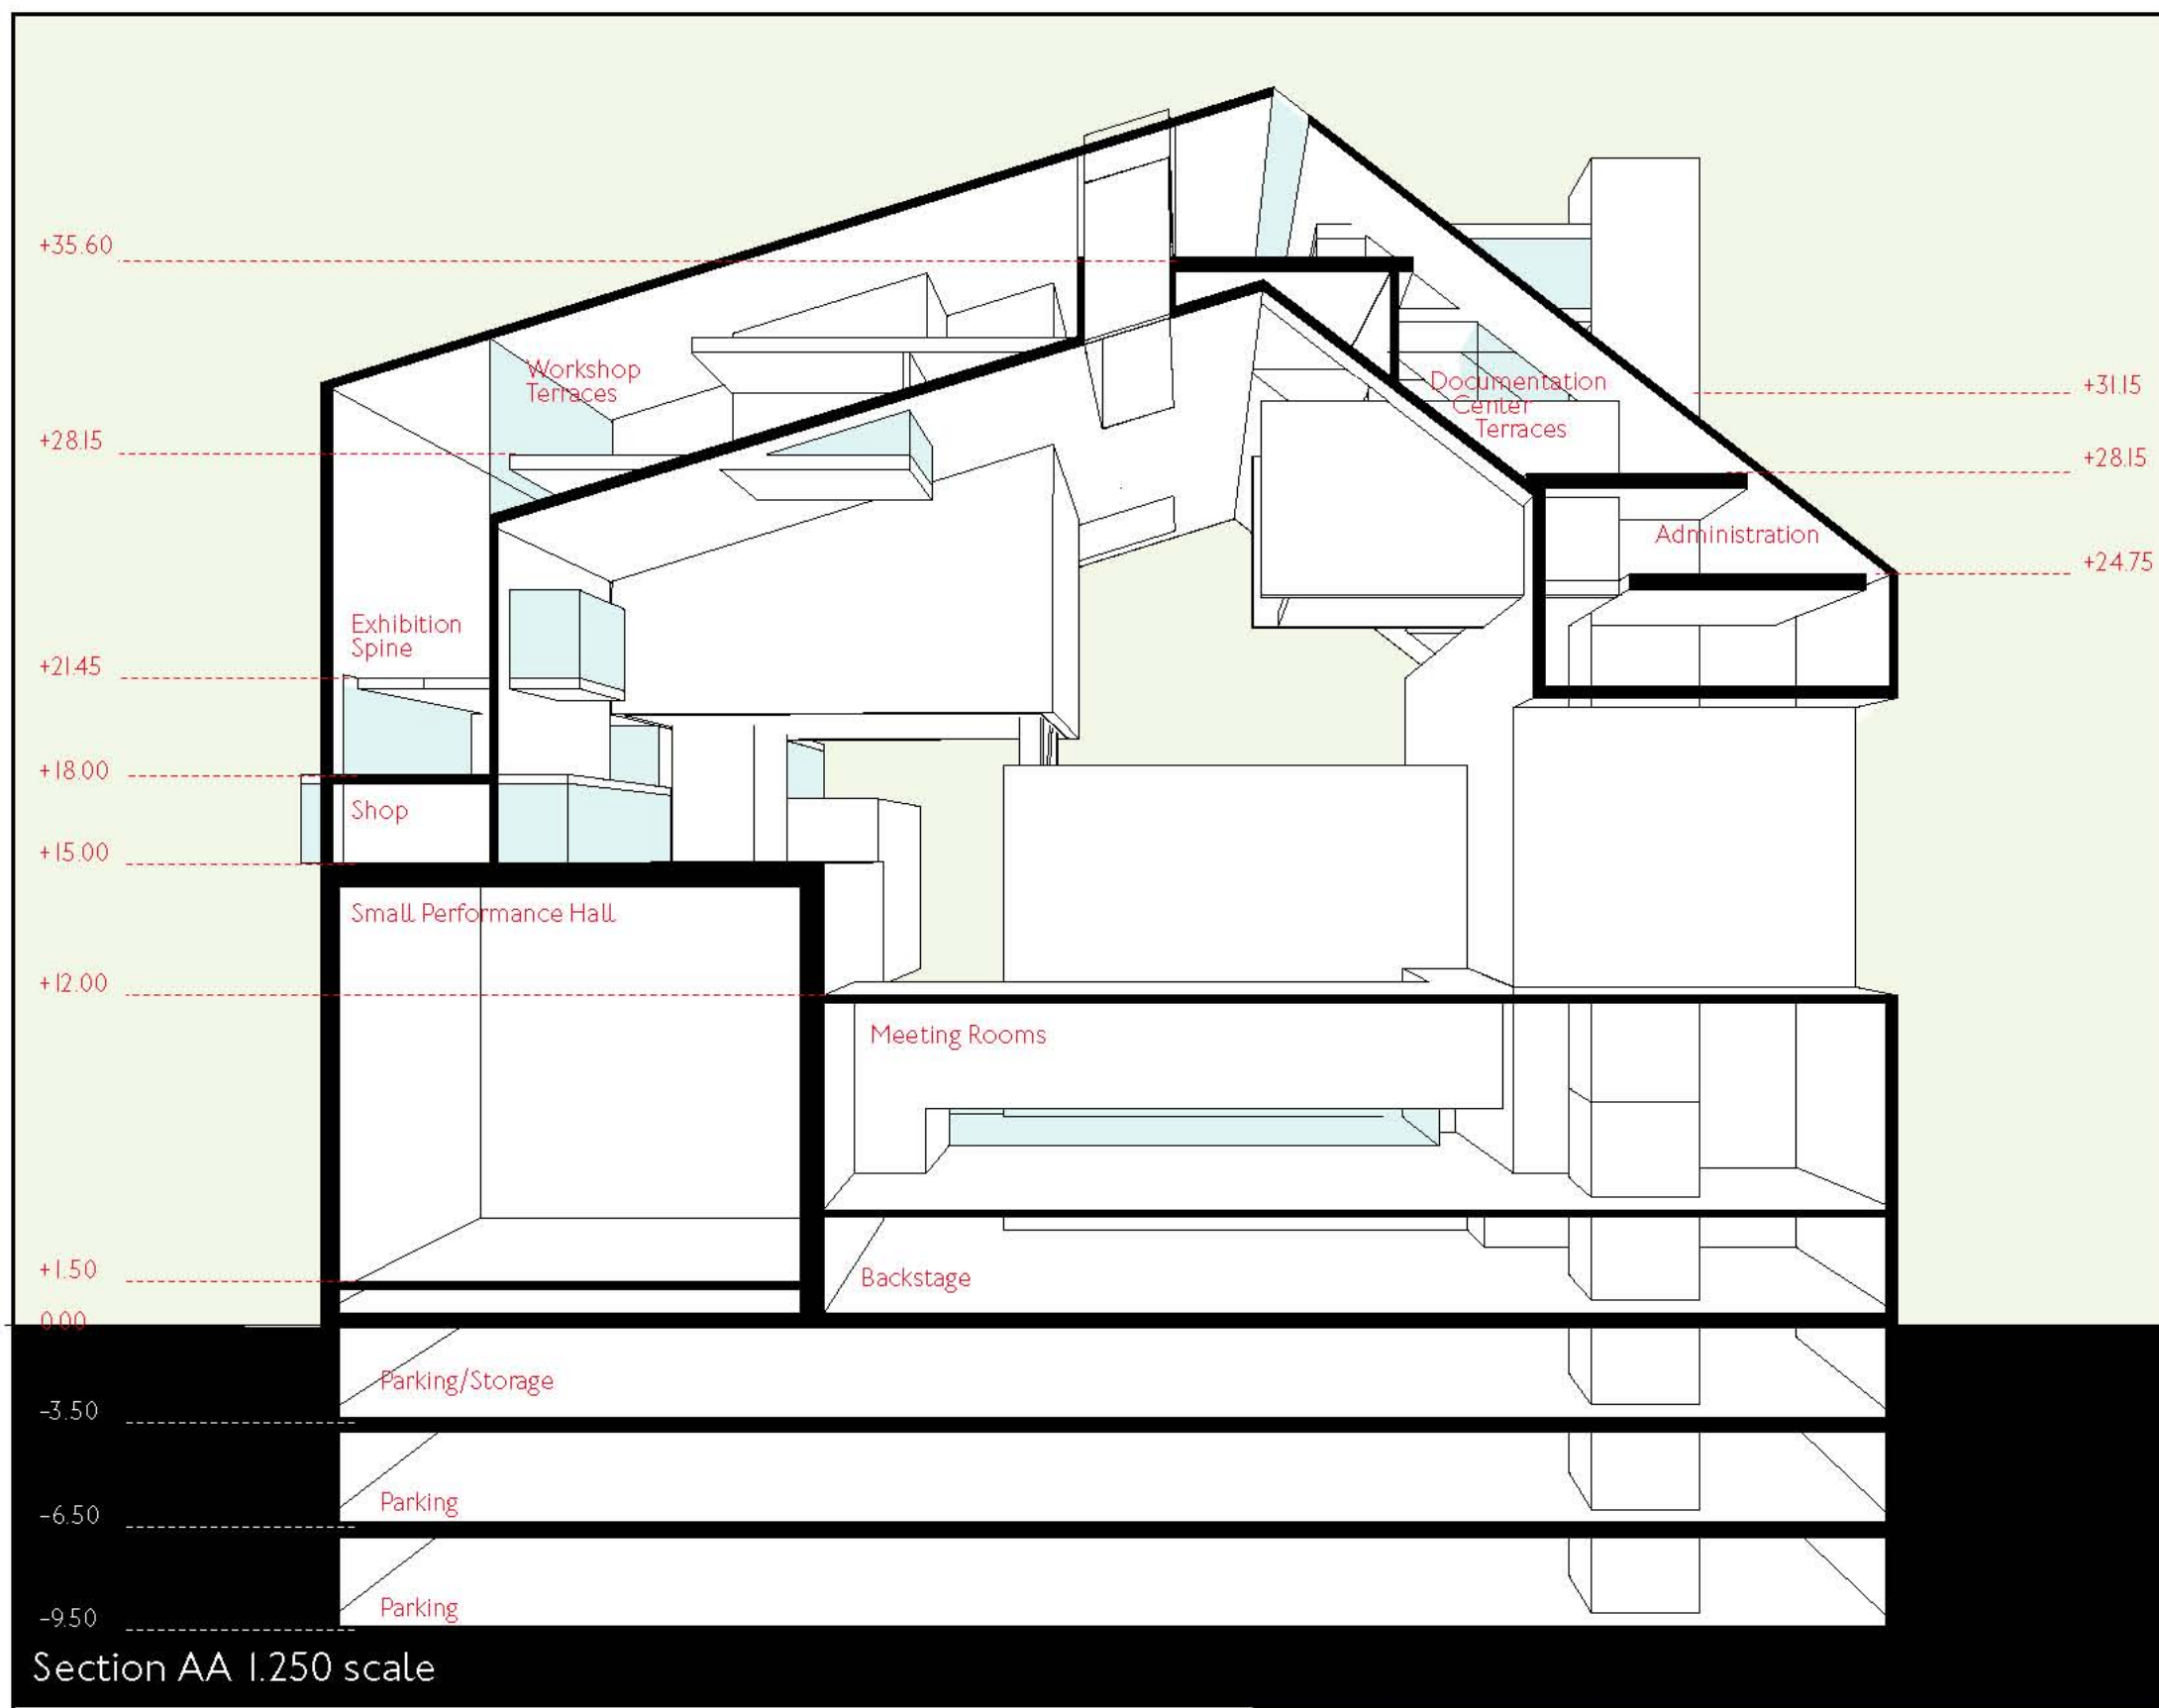 +35.60
Workshop
Terraces
Documentation
Center
Terraces
+31.15
+28.15
+28.15
Administration
+24.75
Exhibition
Spine
+21.45
+18.00
Shop
+15.00
Small Performance Hall
+12.00
Meeting Rooms
+1.50
Backstage
0.00
Parking/Storage
-3.50
Parking
-6.50
Parking
-9.50
Section AA 1.250 scale